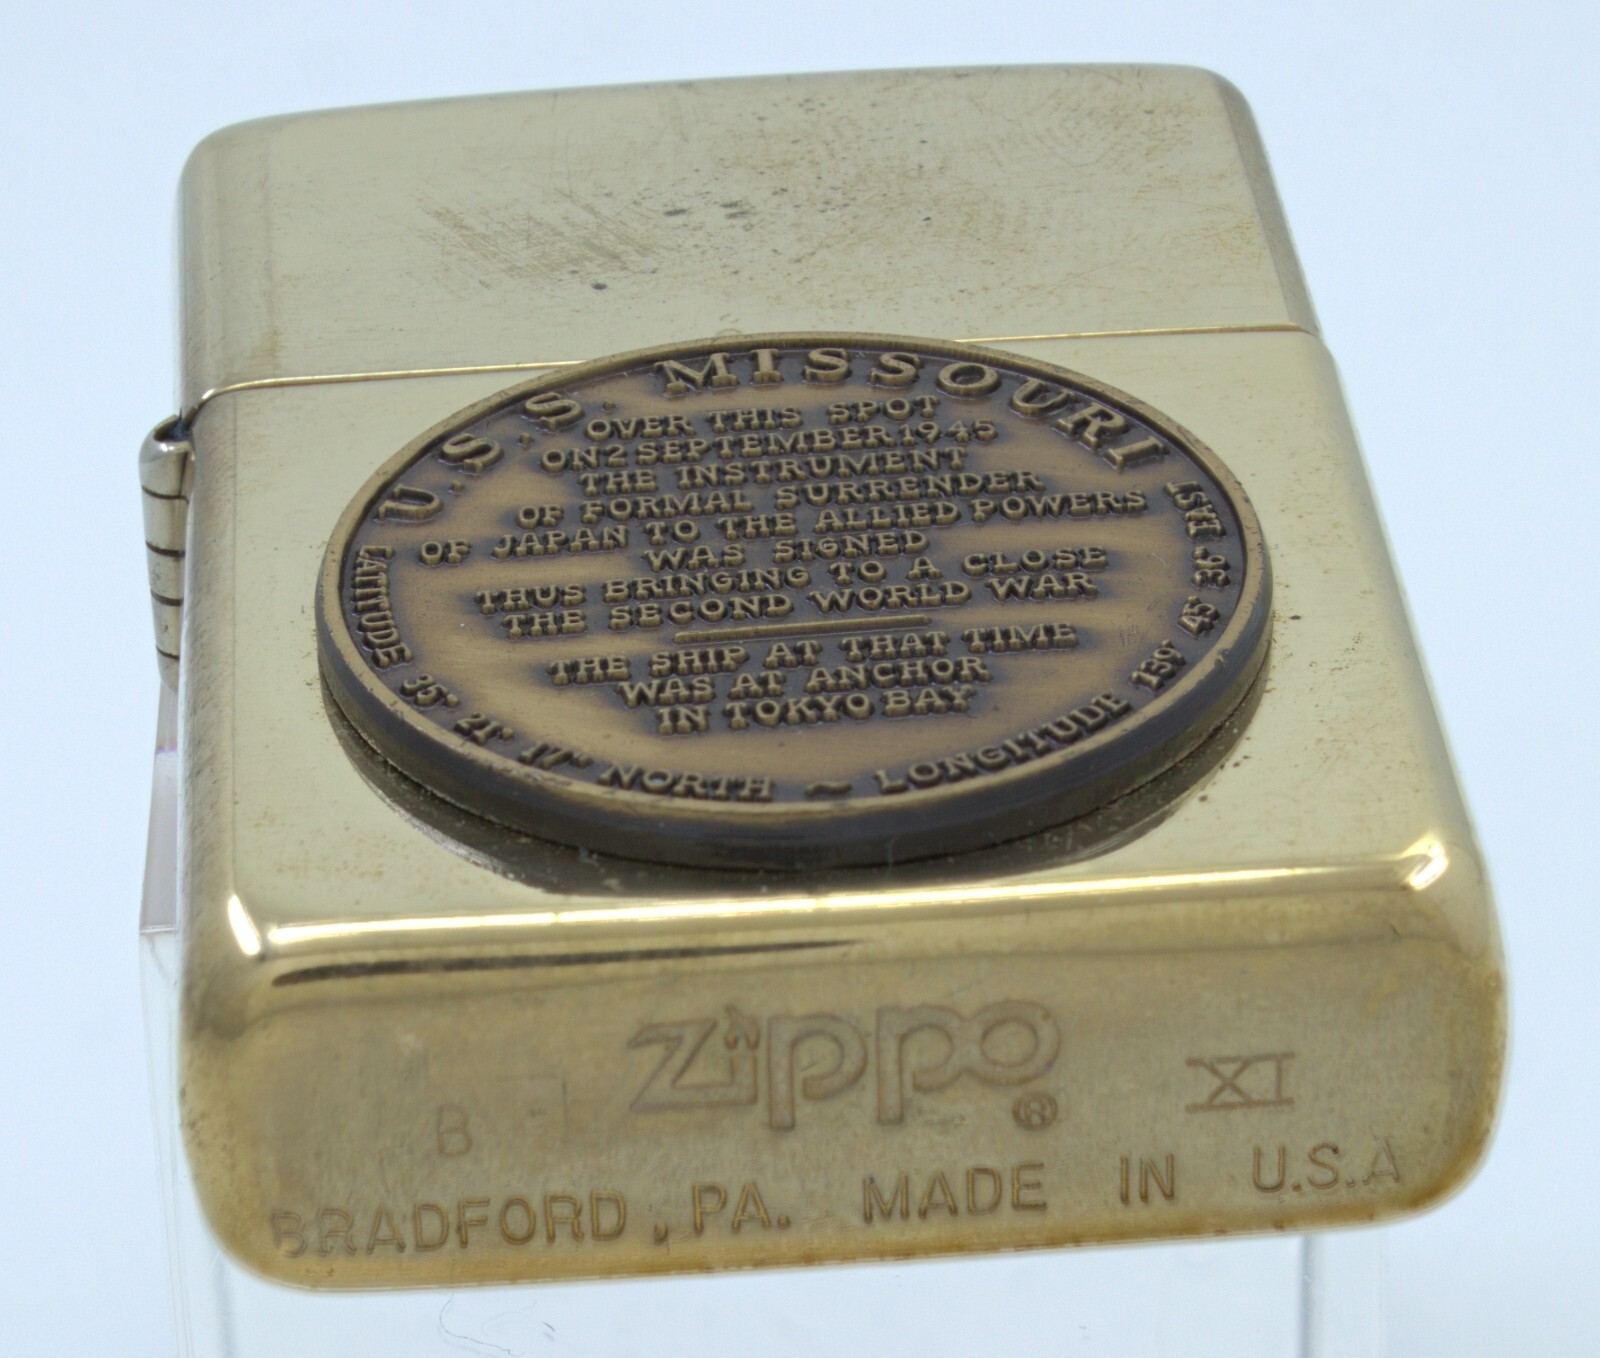 U.S.S. MISSOURI
OVER THIS SPOT
ON 2 SEPTEMBER 1945
THE INSTRUMENT
OF FORMAL SURRENDER
OF JAPAN TO THE ALLIED POWERS
WAS SIGNED
THUS BRINGING TO A CLOSE
THE SECOND WORLD WAR
THE SHIP AT THAT TIME
WAS AT ANCHOR
IN TOKYO BAY
LATITUDE 35° 21' 17" NORTH ~ LONGITUDE 139° 45' 36" EAST
B Zippo® XI
BRADFORD, PA. MADE IN U.S.A